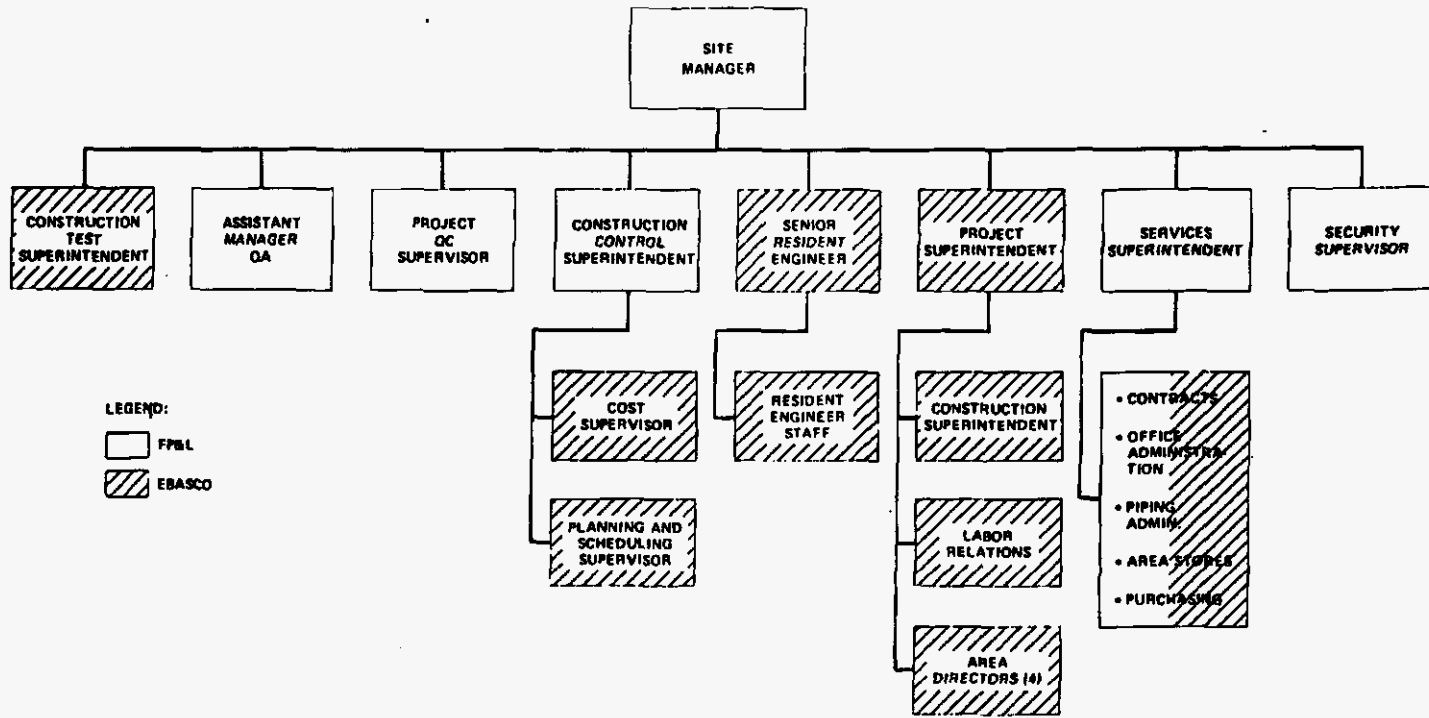 SITE
MANAGER
CONSTRUCTION
TEST
SUPERINTENDENT
ASSISTANT
MANAGER
QA
PROJECT
QC
SUPERVISOR
CONSTRUCTION
CONTROL
SUPERINTENDENT
SENIOR
RESIDENT
ENGINEER
PROJECT
SUPERINTENDENT
SERVICES
SUPERINTENDENT
SECURITY
SUPERVISOR
COST
SUPERVISOR
RESIDENT
ENGINEER
STAFF
CONSTRUCTION
SUPERINTENDENT
• CONTRACTS
• OFFICE
ADMINISTRA-
TION
• PIPING
ADMIN.
• AREA STORES
• PURCHASING
LEGEND:
FP&L
EBASCO
PLANNING AND
SCHEDULING
SUPERVISOR
LABOR
RELATIONS
AREA
DIRECTORS (4)